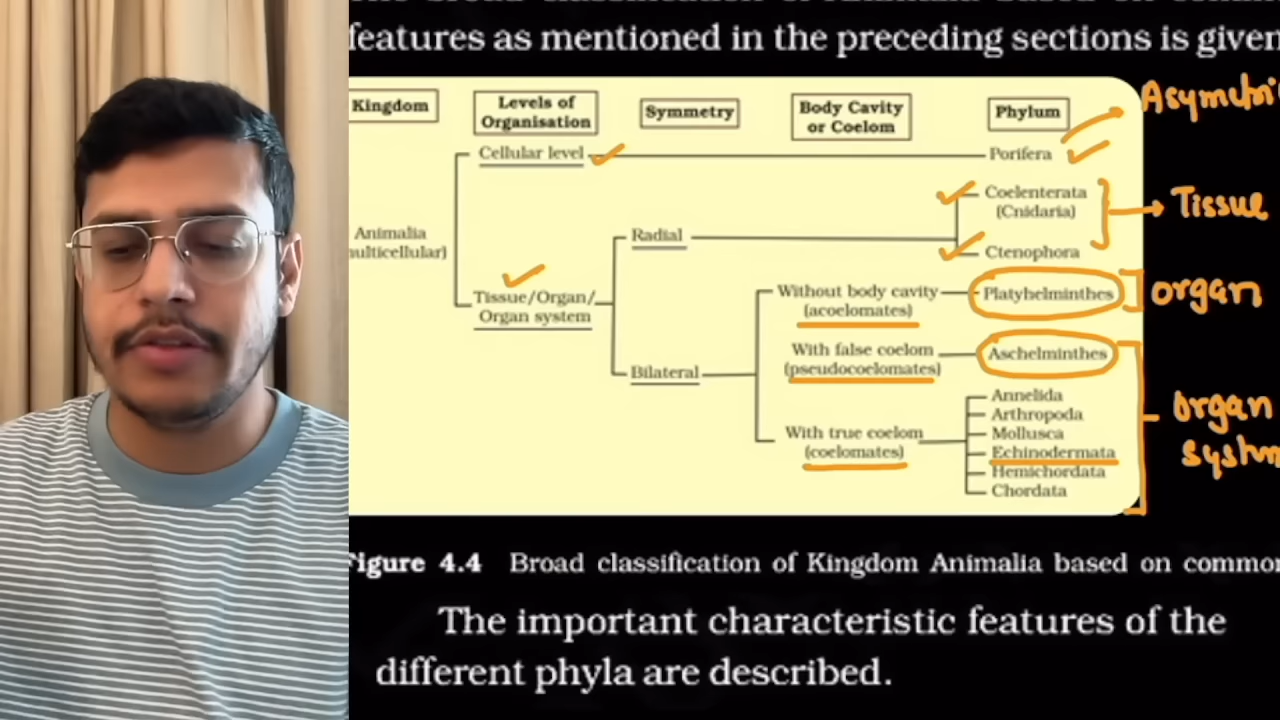 features as mentioned in the preceding sections is given
Kingdom
Levels of
Organisation
Symmetry
Body Cavity
or Coelom
Phylum
Asymetri
Cellular level
Porifera
Coelenterata
(Cnidaria)
Tissue
Animalia
multicellular)
Radial
Ctenophora
Tissue/Organ/
Organ system
Without body cavity
(acoelomates)
Platyhelminthes
organ
With false coelom
(pseudocoelomates)
Aschelminthes
Bilateral
Annelida
Arthropoda
Mollusca
With true coelom
(coelomates)
Echinodermata
Hemichordata
Chordata
organ
system
Figure 4.4 Broad classification of Kingdom Animalia based on common
The important characteristic features of the
different phyla are described.